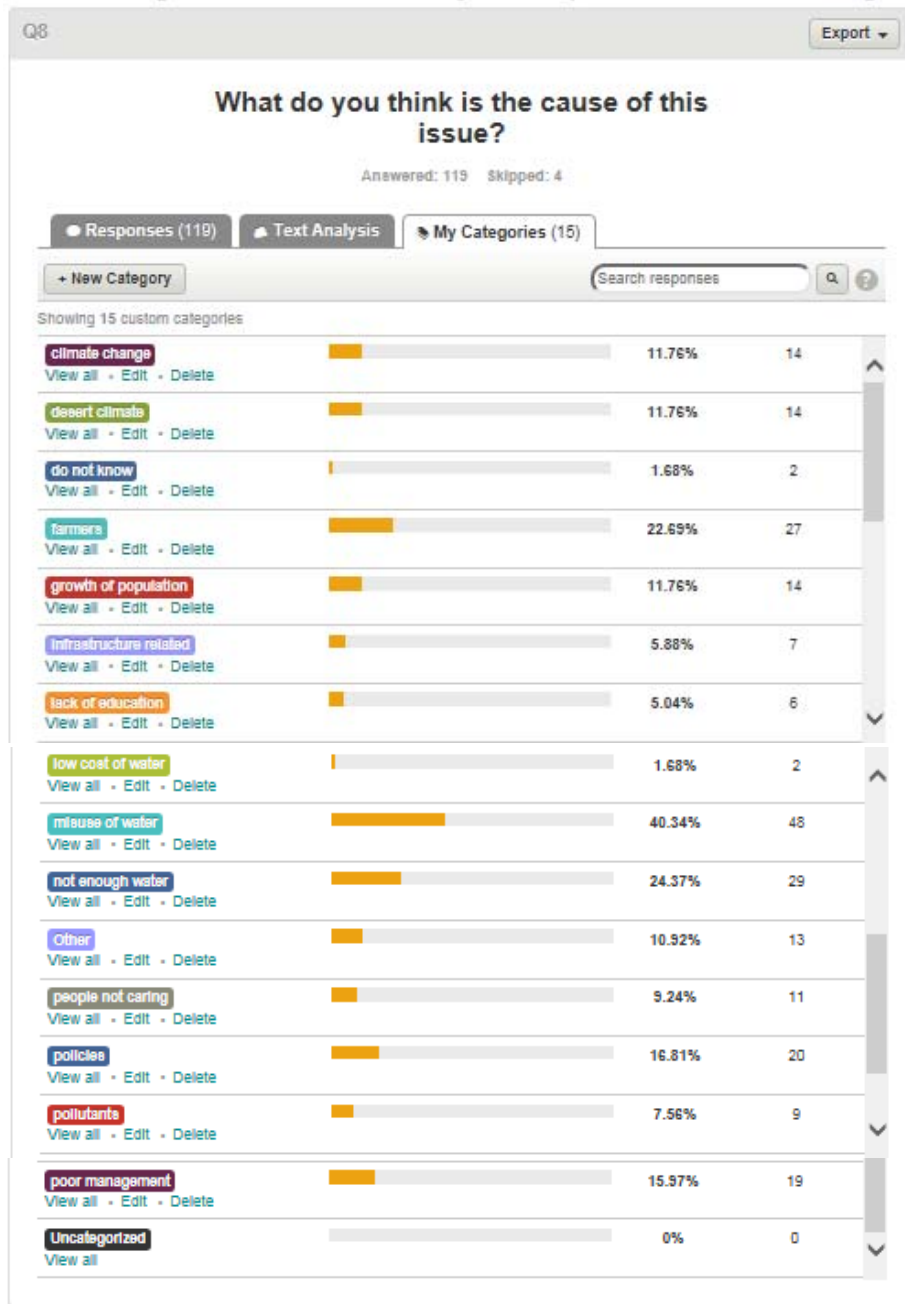 Q8
Export
What do you think is the cause of this
issue?
Answered: 119 Skipped: 4
Responses (119) Text Analysis My Categories (15)
+ New Category Search responses ?
Showing 15 custom categories
climate change 11.76% 14
View all Edit Delete
desert climate 11.76% 14
View all Edit Delete
do not know 1.68% 2
View all Edit Delete
farmers 22.69% 27
View all Edit Delete
growth of population 11.76% 14
View all Edit Delete
infrastructure related 5.88% 7
View all Edit Delete
lack of education 5.04% 6
View all Edit Delete
low cost of water 1.68% 2
View all Edit Delete
misuse of water 40.34% 48
View all Edit Delete
not enough water 24.37% 29
View all Edit Delete
Other 10.92% 13
View all Edit Delete
people not caring 9.24% 11
View all Edit Delete
policies 16.81% 20
View all Edit Delete
pollutants 7.56% 9
View all Edit Delete
poor management 15.97% 19
View all Edit Delete
Uncategorized 0% 0
View all